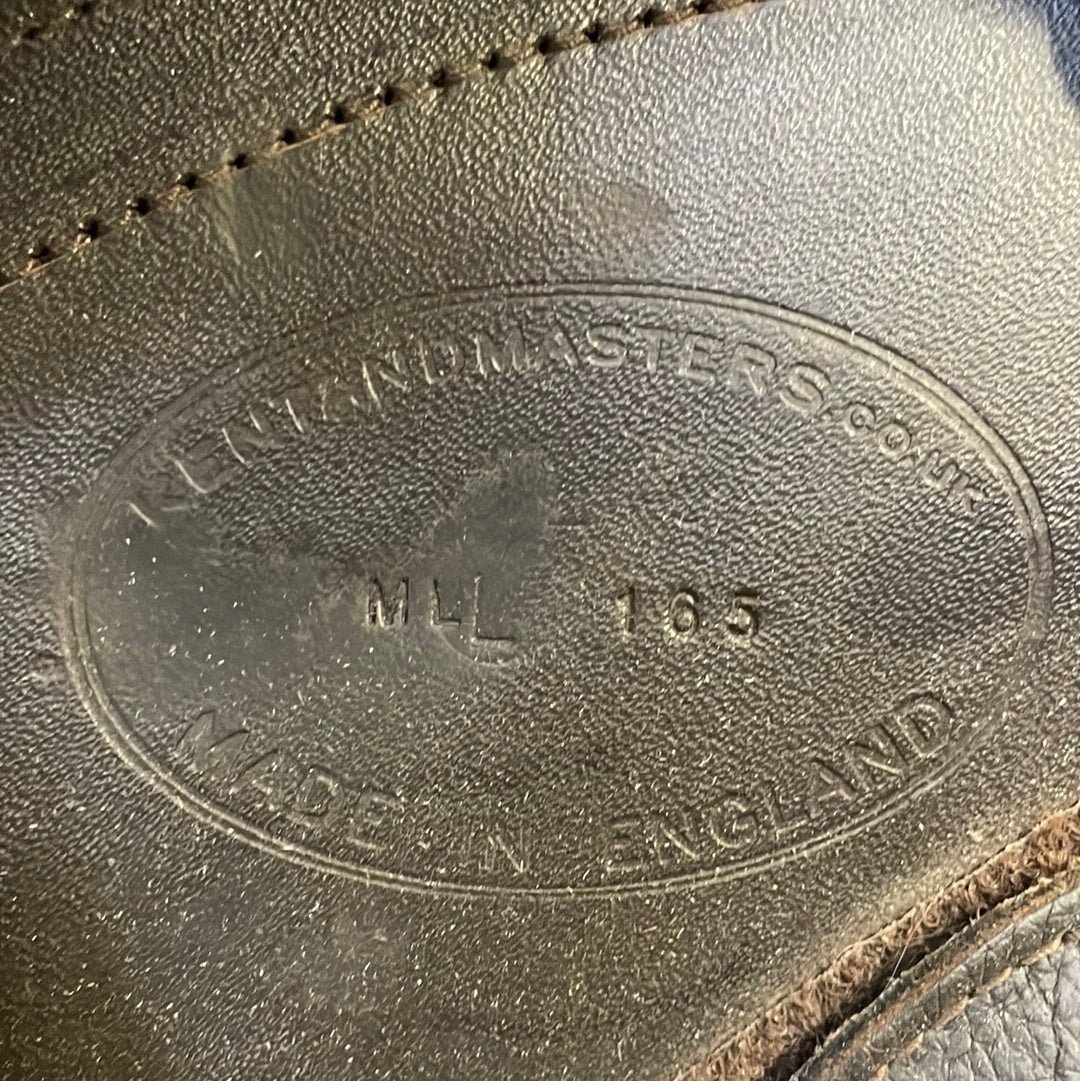 KENTANDMASTERS.CO.UK
MLL 165
MADE IN ENGLAND